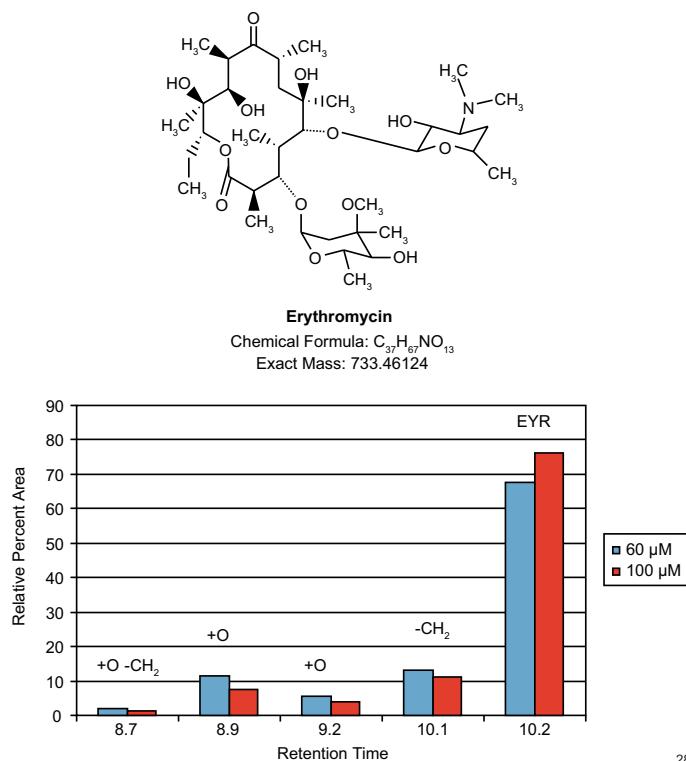 O
H₃C
CH₃
OH
HO
OH
CH₃
H₃C
O
H₃C
O
O
CH₃
CH₃
N
CH₃
HO
O
CH₃
CH₃
O
OCH₃
CH₃
O
OH
CH₃
Erythromycin
Chemical Formula: C₃₇H₆₇NO₁₃
Exact Mass: 733.46124
Relative Percent Area
90
80
70
60
50
40
30
20
10
0
EYR
+O -CH₂
+O
+O
-CH₂
60 µM
100 µM
8.7 8.9 9.2 10.1 10.2
Retention Time
28